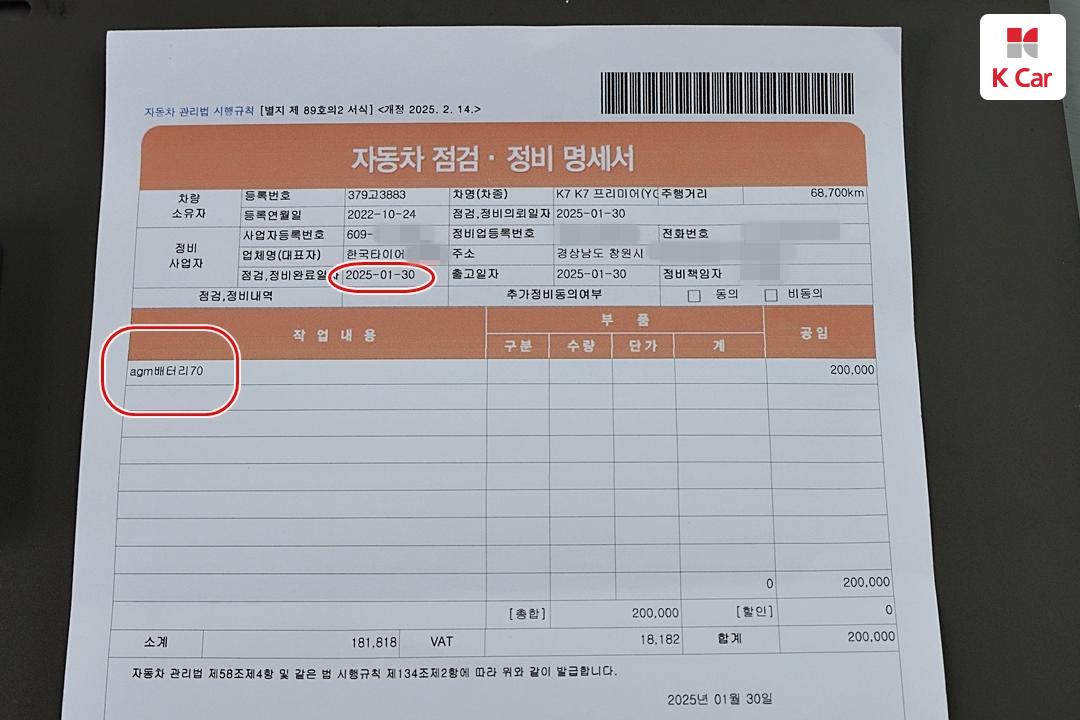 K Car
자동차 관리법 시행규칙 [별지 제 89호의2 서식] <개정 2025. 2. 14.>
자동차 점검 · 정비 명세서
차량 소유자 등록번호 379고3883 차명(차종) K7 K7 프리미어(YG 주행거리 68,700km
등록연월일 2022-10-24 점검,정비의뢰일자 2025-01-30
정비 사업자 사업자등록번호 609- 정비업등록번호 전화번호
업체명(대표자) 한국타이어 주소 경상남도 창원시
점검,정비완료일자 2025-01-30 출고일자 2025-01-30 정비책임자
점검,정비내역 추가정비동의여부 □ 동의 □ 비동의
작 업 내 용 부 품 공임
구분 수량 단가 계
agm배터리70 200,000
0 200,000
[총합] 200,000 [할인] 0
소계 181,818 VAT 18,182 합계 200,000
자동차 관리법 제58조제4항 및 같은 법 시행규칙 제134조제2항에 따라 위와 같이 발급합니다.
2025년 01월 30일